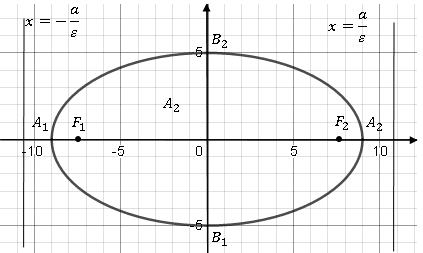 x = -a/ε
x = a/ε
B₂
5
A₂
A₁ F₁ F₂ A₂
-10 -5 0 5 10
-5
B₁